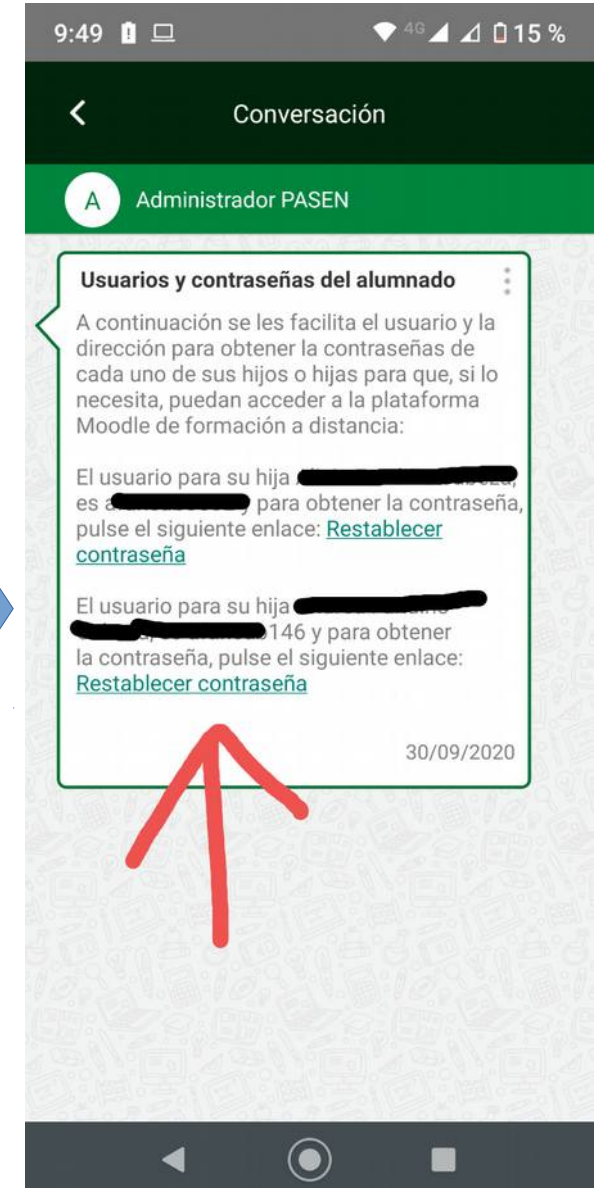 9:49 4G 15 %
Conversación
A Administrador PASEN
Usuarios y contraseñas del alumnado
A continuación se les facilita el usuario y la
dirección para obtener la contraseñas de
cada uno de sus hijos o hijas para que, si lo
necesita, puedan acceder a la plataforma
Moodle de formación a distancia:
El usuario para su hija
es para obtener la contraseña,
pulse el siguiente enlace: Restablecer
contraseña
El usuario para su hija
146 y para obtener
la contraseña, pulse el siguiente enlace:
Restablecer contraseña
30/09/2020